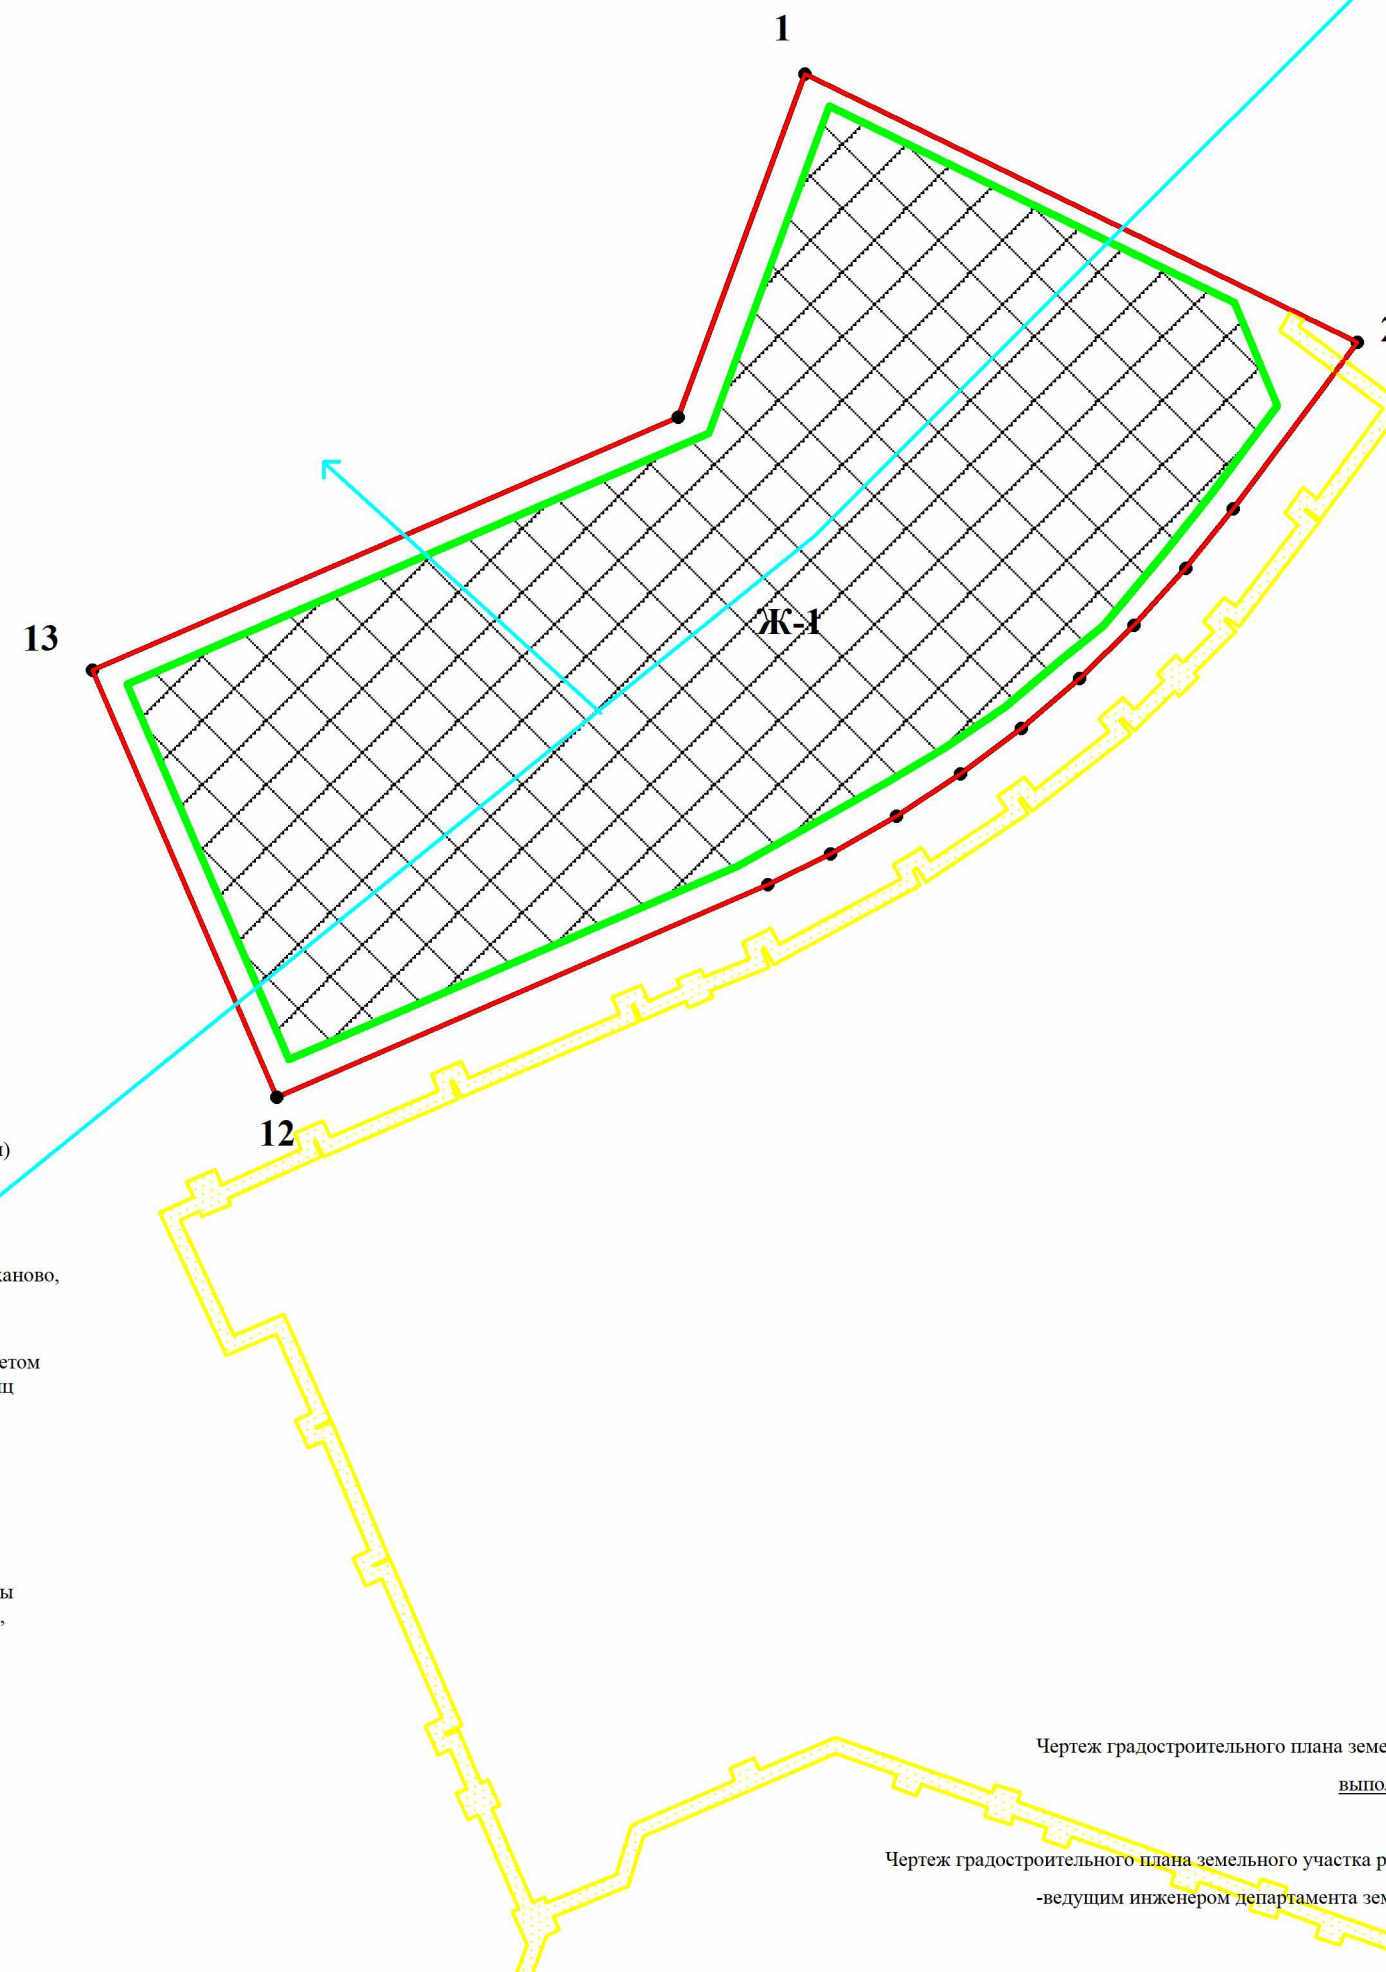 1
2
Ж-1
13
12
каново,
етом
иц
ы
,
Чертеж градостроительного плана земе
выпо
Чертеж градостроительного плана земельного участка р
-ведущим инженером департамента зем